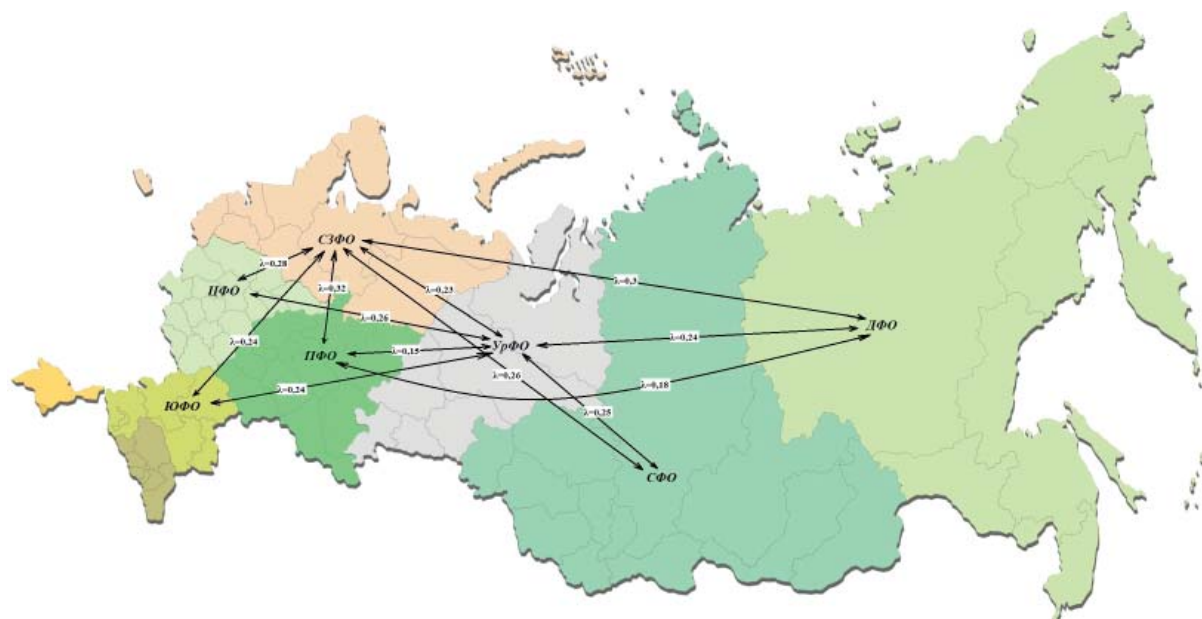 СЗФО
λ=0,28
ЦФО
λ=0,32
λ=0,23
λ=0,3
λ=0,26
ДФО
λ=0,24
λ=0,24
УрФО
ПФО
λ=0,15
λ=0,26
λ=0,18
λ=0,24
ЮФО
λ=0,25
СФО